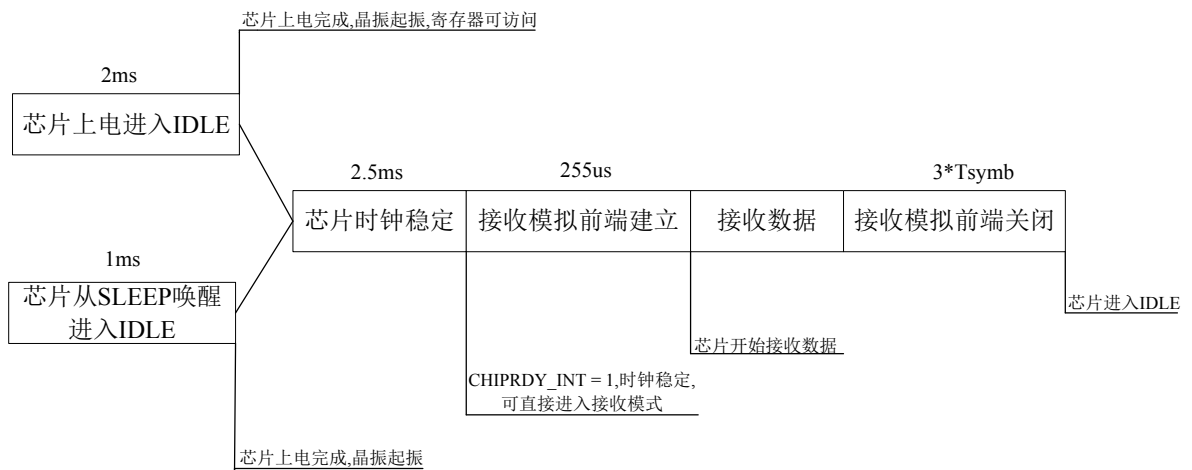 芯片上电完成,晶振起振,寄存器可访问
2ms
芯片上电进入IDLE
2.5ms
255us
3*Tsymb
芯片时钟稳定
接收模拟前端建立
接收数据
接收模拟前端关闭
1ms
芯片从SLEEP唤醒
进入IDLE
芯片进入IDLE
芯片开始接收数据
CHIPRDY_INT = 1,时钟稳定,
可直接进入接收模式
芯片上电完成,晶振起振